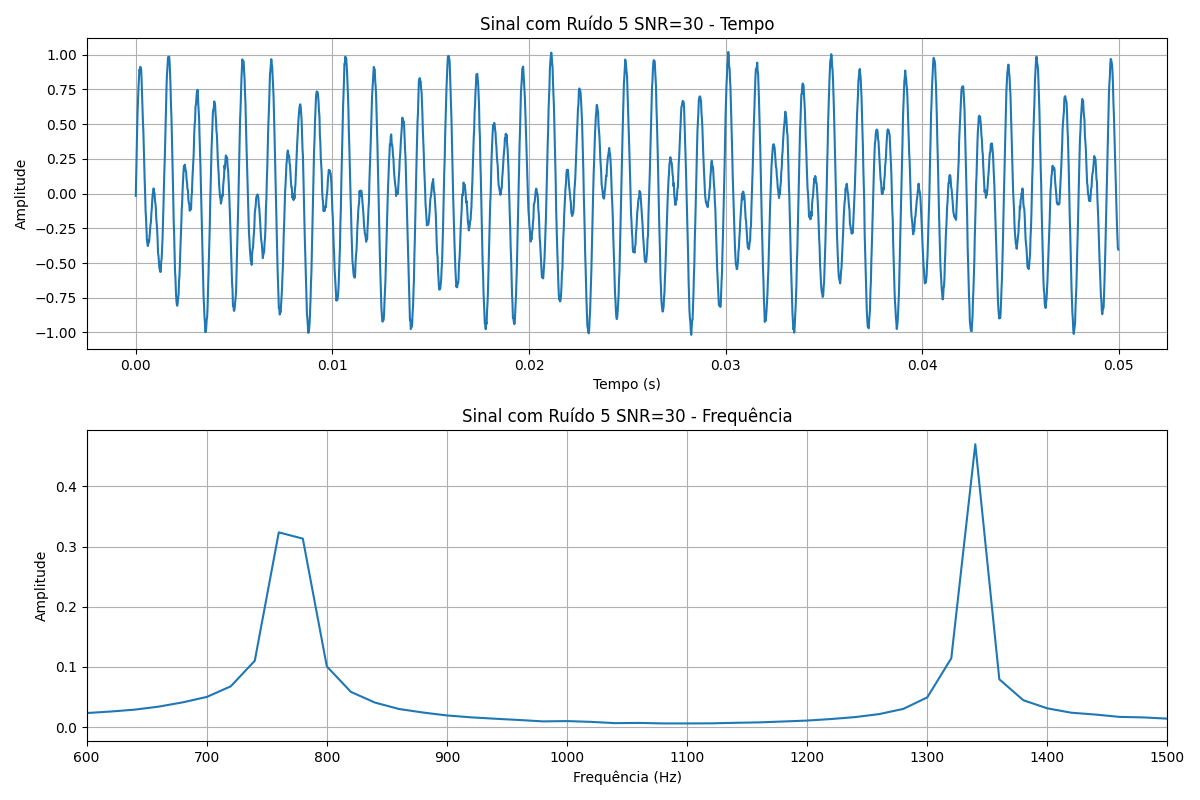 Sinal com Ruído 5 SNR=30 - Tempo
1.00
0.75
0.50
0.25
0.00
−0.25
−0.50
−0.75
−1.00
Amplitude
0.00 0.01 0.02 0.03 0.04 0.05
Tempo (s)
Sinal com Ruído 5 SNR=30 - Frequência
0.4
0.3
0.2
0.1
0.0
Amplitude
600 700 800 900 1000 1100 1200 1300 1400 1500
Frequência (Hz)